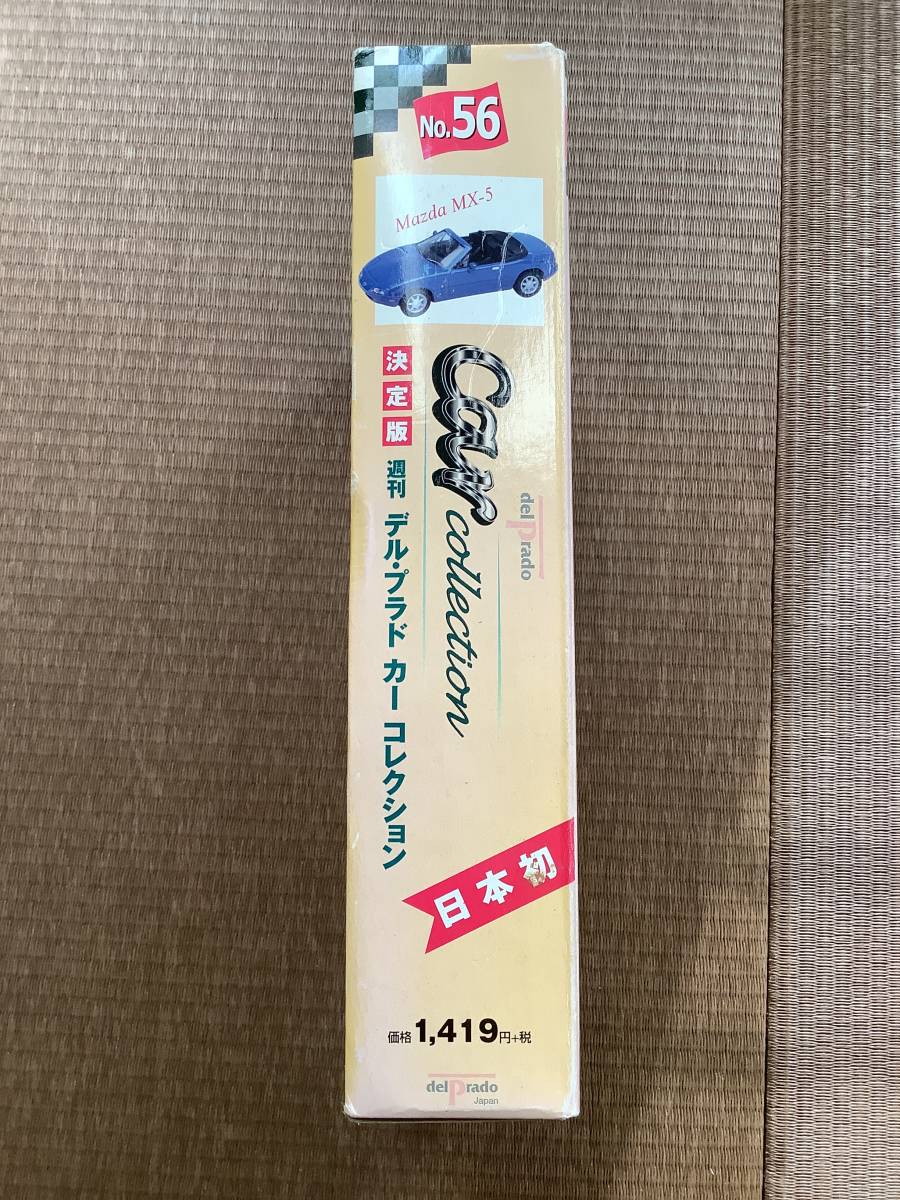 No.56
Mazda MX-5
決定版
週刊 デル・プラド カー コレクション
Car collection
del Prado
日本初
価格1,419円+税
del Prado
Japan